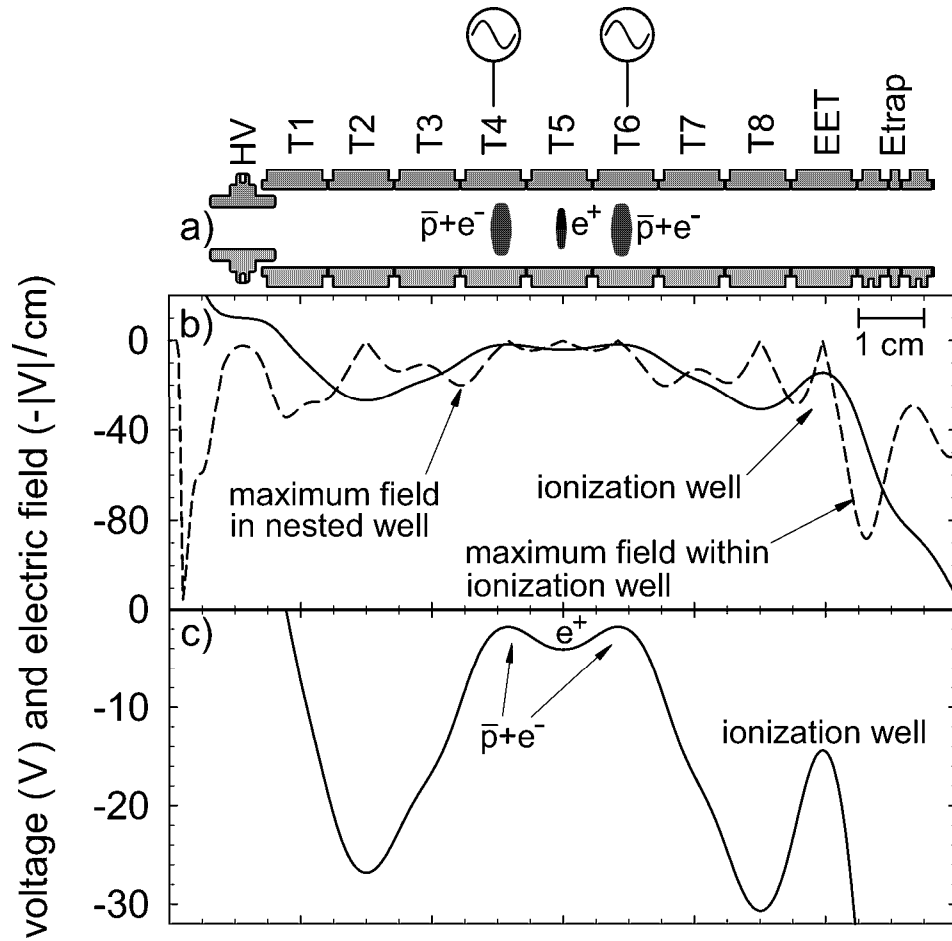 HV T1 T2 T3 T4 T5 T6 T7 T8 EET Etrap
a)
p̅+e⁻ e⁺ p̅+e⁻
voltage (V) and electric field (-|V|/cm)
b)
1 cm
0
-40
-80
maximum field
in nested well
ionization well
maximum field within
ionization well
c)
0
-10
-20
-30
e⁺
p̅+e⁻
ionization well